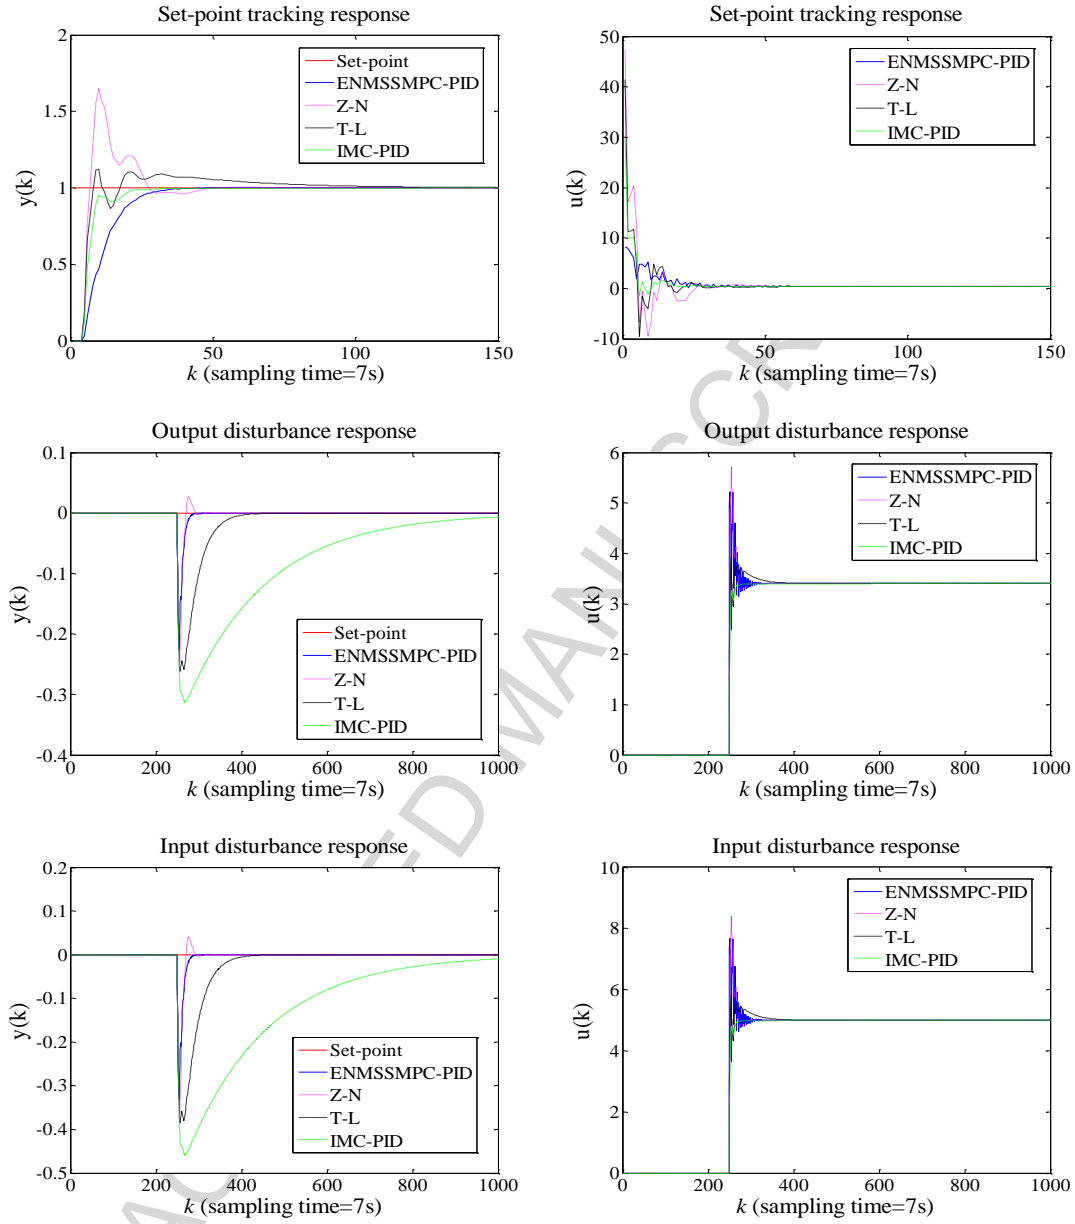 Set-point tracking response
2
1.5
1
0.5
0
y(k)
Set-point
ENMSSMPC-PID
Z-N
T-L
IMC-PID
0
50
100
150
k (sampling time=7s)
Set-point tracking response
50
40
30
20
10
0
-10
u(k)
ENMSSMPC-PID
Z-N
T-L
IMC-PID
0
50
100
150
k (sampling time=7s)
Output disturbance response
0.1
0
-0.1
-0.2
-0.3
-0.4
y(k)
Set-point
ENMSSMPC-PID
Z-N
T-L
IMC-PID
0
200
400
600
800
1000
k (sampling time=7s)
Output disturbance response
6
5
4
3
2
1
0
u(k)
ENMSSMPC-PID
Z-N
T-L
IMC-PID
0
200
400
600
800
1000
k (sampling time=7s)
Input disturbance response
0.2
0.1
0
-0.1
-0.2
-0.3
-0.4
-0.5
y(k)
Set-point
ENMSSMPC-PID
Z-N
T-L
IMC-PID
0
200
400
600
800
1000
k (sampling time=7s)
Input disturbance response
10
8
6
4
2
0
u(k)
ENMSSMPC-PID
Z-N
T-L
IMC-PID
0
200
400
600
800
1000
k (sampling time=7s)